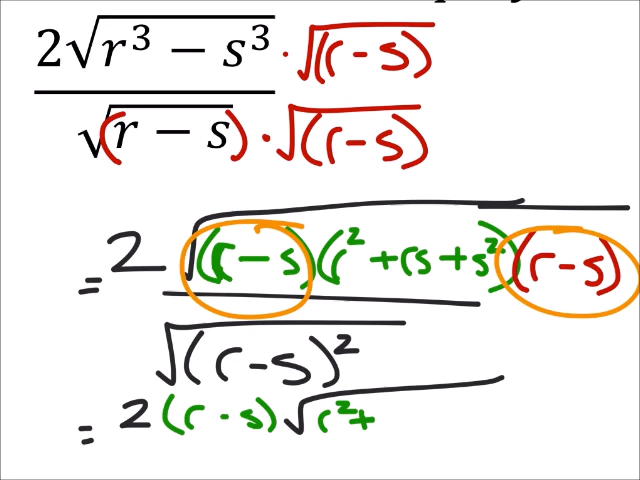 2√(r³ − s³) · √((r − s)
√(r − s) · √((r − s)
= 2 √((r − s)(r² + rs + s²)(r − s)
√((r − s)²
= 2 (r − s) √(r² +